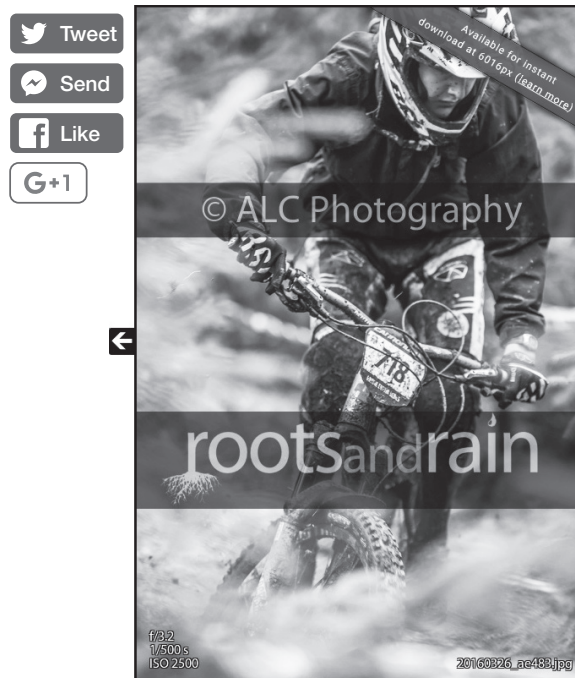 Tweet
Send
Like
G+1
Available for instant
download at 6016px (learn more)
© ALC Photography
718
rootsandrain
f/3.2
1/500 s
ISO 2500
20160326_ae483.jpg